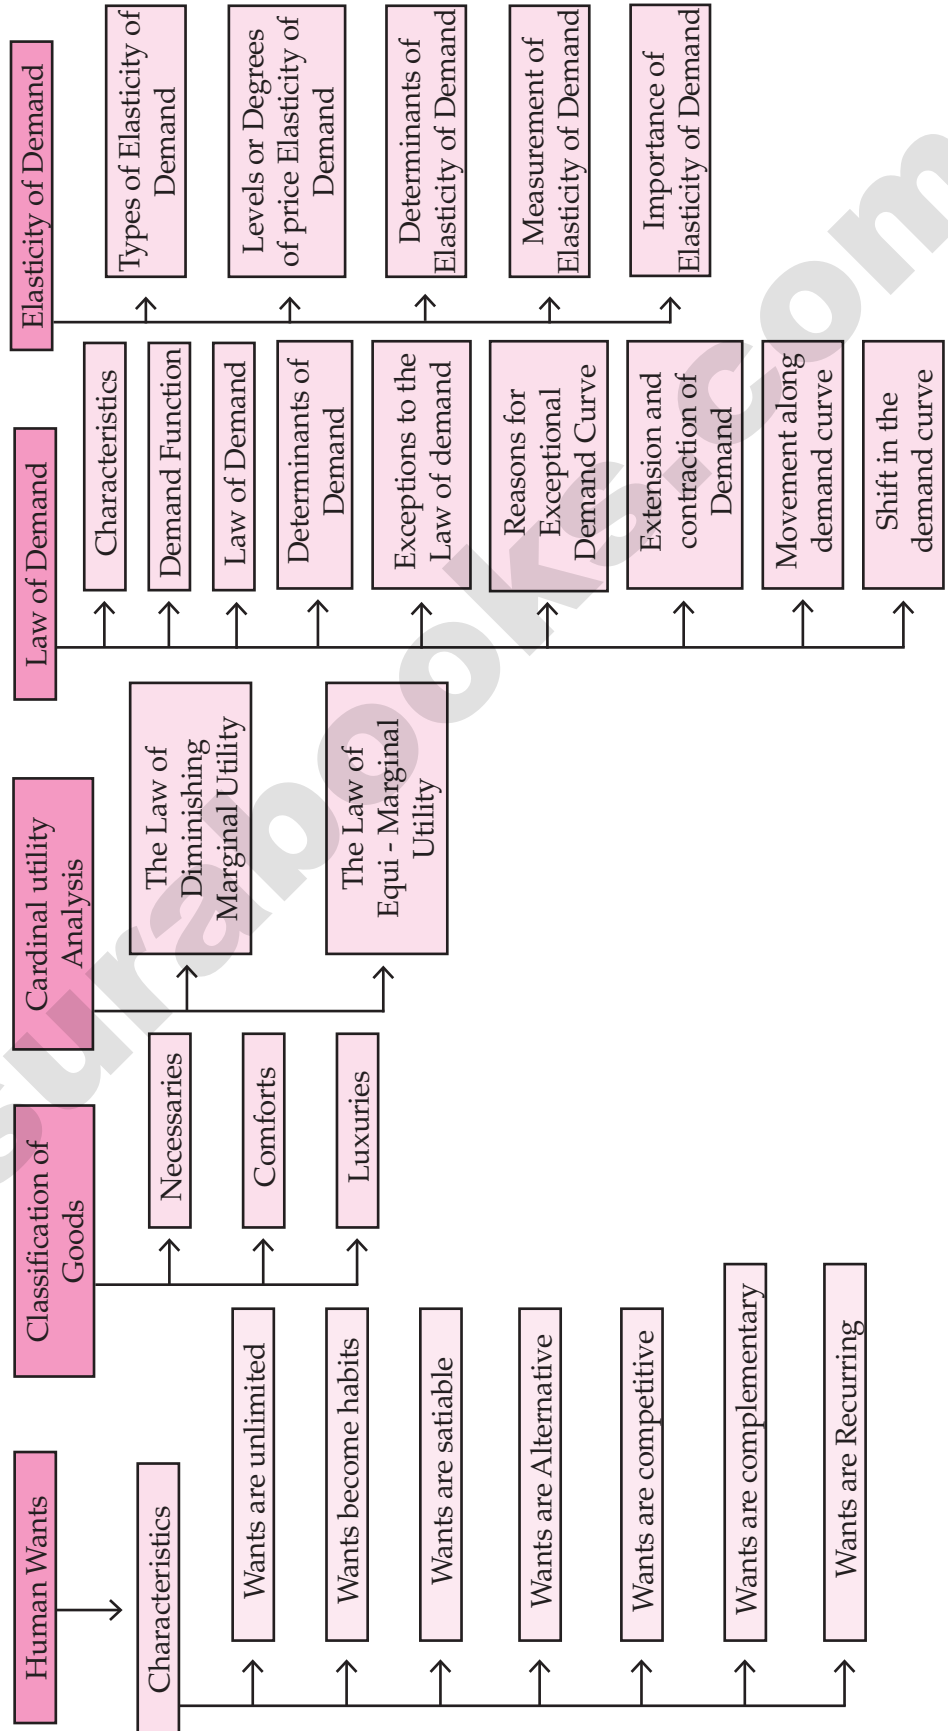 Human Wants
Characteristics
Wants are unlimited
Wants become habits
Wants are satiable
Wants are Alternative
Wants are competitive
Wants are complementary
Wants are Recurring
Classification of
Goods
Necessaries
Comforts
Luxuries
Cardinal utility
Analysis
The Law of
Diminishing
Marginal Utility
The Law of
Equi - Marginal
Utility
Law of Demand
Characteristics
Demand Function
Law of Demand
Determinants of
Demand
Exceptions to the
Law of demand
Reasons for
Exceptional
Demand Curve
Extension and
contraction of
Demand
Movement along
demand curve
Shift in the
demand curve
Elasticity of Demand
Types of Elasticity of
Demand
Levels or Degrees
of price Elasticity of
Demand
Determinants of
Elasticity of Demand
Measurement of
Elasticity of Demand
Importance of
Elasticity of Demand
surabooks.com